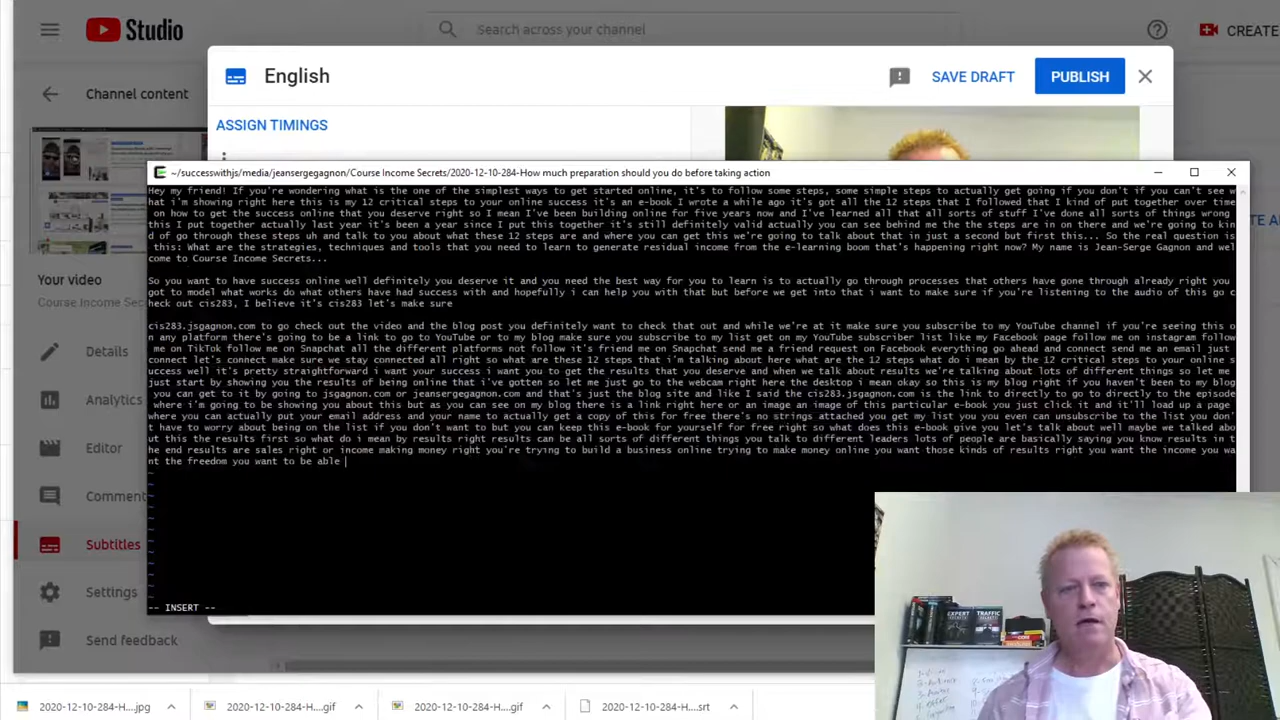 Studio
Search across your channel
CREATE
Channel content
English
SAVE DRAFT
PUBLISH
ASSIGN TIMINGS
~/successwithjs/media/jeansergegagnon/Course Income Secrets/2020-12-10-284-How much preparation should you do before taking action
Hey my friend! If you're wondering what is the one of the simplest ways to get started online, it's to follow some steps, some simple steps to actually get going if you don't if you can't see w
hat i'm showing right here this is my 12 critical steps to your online success it's an e-book I wrote a while ago it's got all the 12 steps that I followed that I kind of put together over time
on how to get the success online that you deserve right so I mean I've been building online for five years now and I've learned all that all sorts of stuff I've done all sorts of things wrong
this I put together actually last year it's been a year since I put this together it's still definitely valid actually you can see behind me the the steps are in on there and we're going to kin
d of go through these steps uh and talk to you about what these 12 steps are and where you can get this we're going to talk about that in just a second but first this... So the real question is
this: What are the strategies, techniques and tools that you need to learn to generate residual income from the e-learning boom that's happening right now? My name is Jean-Serge Gagnon and wel
come to Course Income Secrets...
So you want to have success online well definitely you deserve it and you need the best way for you to learn is to actually go through processes that others have gone through already right you
got to model what works do what others have had success with and hopefully i can help you with that but before we get into that i want to make sure if you're listening to the audio of this go c
heck out cis283, I believe it's cis283 let's make sure
cis283.jsgagnon.com to go check out the video and the blog post you definitely want to check that out and while we're at it make sure you subscribe to my YouTube channel if you're seeing this o
n any platform there's going to be a link to go to YouTube or to my blog make sure you subscribe to my list get on my YouTube subscriber list like my Facebook page follow me on instagram follow
me on TikTok follow me on Snapchat all the different platforms not follow it's friend me on Snapchat send me a friend request on Facebook everything go ahead and connect send me an email just
connect let's connect make sure we stay connected all right so what are these 12 steps that i'm talking about here what are the 12 steps what do i mean by the 12 critical steps to your online s
uccess well it's pretty straightforward i want your success i want you to get the results that you deserve and when we talk about results we're talking about lots of different things so let me
just start by showing you the results of being online that i've gotten so let me just go to the webcam right here the desktop i mean okay so this is my blog right if you haven't been to my blog
you can get to it by going to jsgagnon.com or jeansergegagnon.com and that's just the blog site and like I said the cis283.jsgagnon.com is the link to directly to go to directly to the episode
where i'm going to be showing you about this but as you can see on my blog there is a link right here or an image an image of this particular e-book you just click it and it'll load up a page
where you can actually put your email address and your name to actually get a copy of this for free there's no strings attached you get my list you you even can unsubscribe to the list you don'
t have to worry about being on the list if you don't want to but you can keep this e-book for yourself for free right so what does this e-book give you let's talk about well maybe we talked abo
ut this the results first so what do i mean by results right results can be all sorts of different things you talk to different leaders lots of people are basically saying you know results in t
he end results are sales right or income making money right you're trying to build a business online trying to make money online you want those kinds of results right you want the income you wa
nt the freedom you want to be able
-- INSERT --
Your video
Course Income Se
Details
Analytics
Editor
Comment
Subtitles
Settings
Send feedback
EXPERT
SECRETS
TRAFFIC
SECRETS
2020-12-10-284-H....jpg
2020-12-10-284-H....gif
2020-12-10-284-H....gif
2020-12-10-284-H....srt